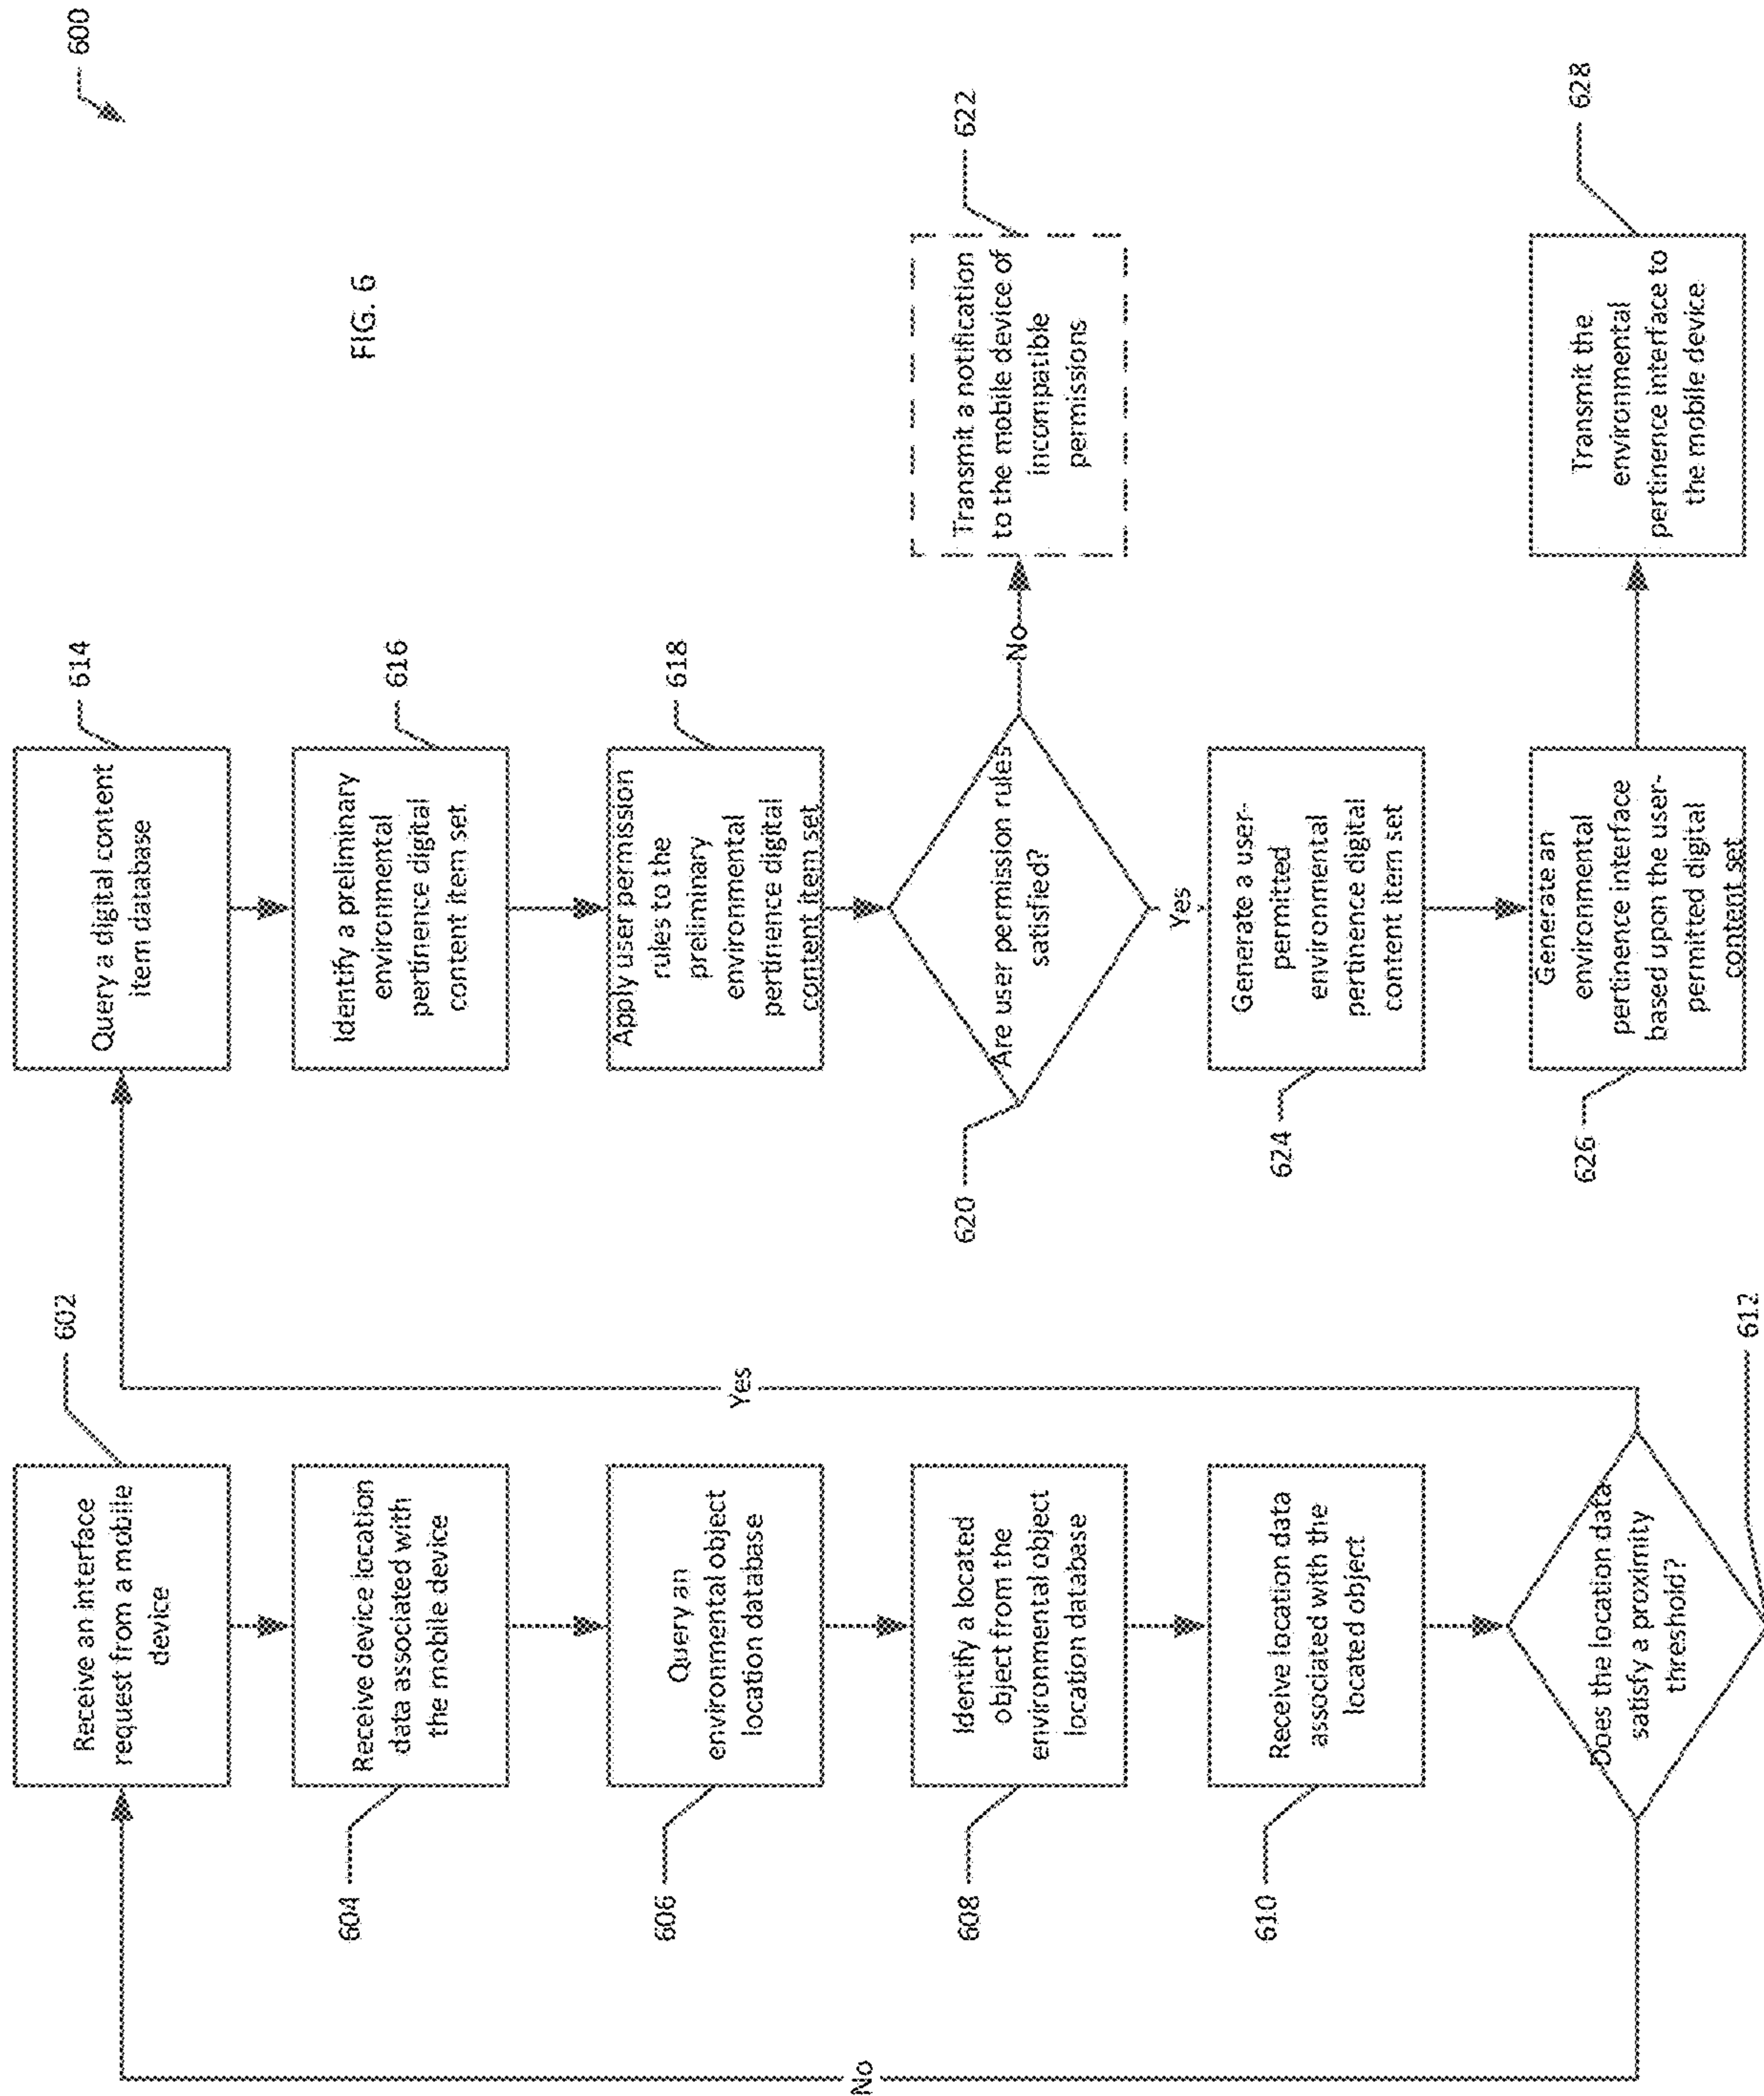 600
FIG. 6
602
Receive an interface
request from a mobile
device
604
Receive device location
data associated with
the mobile device
606
Query an
environmental object
location database
608
Identify a located
object from the
environmental object
location database
610
Receive location data
associated with the
located object
612
Does the location data
satisfy a proximity
threshold?
No
Yes
614
Query a digital content
item database
616
Identify a preliminary
environmental
pertinence digital
content item set
618
Apply user permission
rules to the
preliminary
environmental
pertinence digital
content item set
620
Are user permission rules
satisfied?
No
622
Transmit a notification
to the mobile device of
incompatible
permissions
Yes
624
Generate a user-
permitted
environmental
pertinence digital
content item set
626
Generate an
environmental
pertinence interface
based upon the user-
permitted digital
content set
628
Transmit the
environmental
pertinence interface to
the mobile device